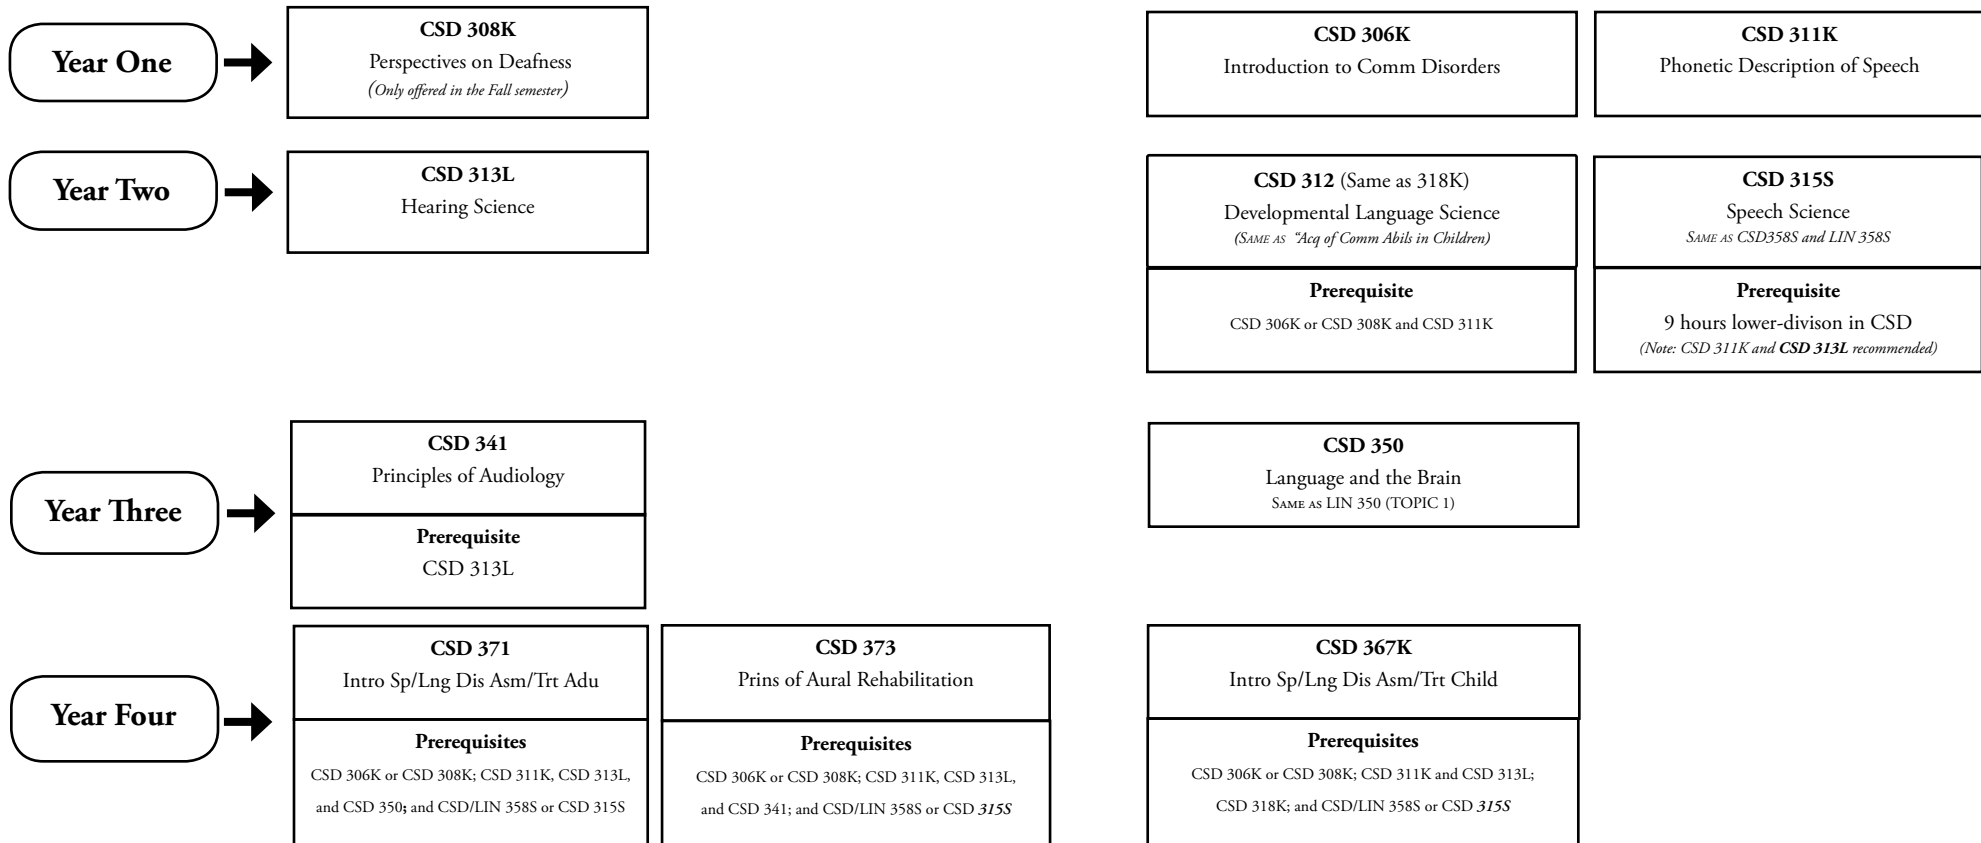 Year One
CSD 308K
Perspectives on Deafness
(Only offered in the Fall semester)
CSD 306K
Introduction to Comm Disorders
CSD 311K
Phonetic Description of Speech
Year Two
CSD 313L
Hearing Science
CSD 312 (Same as 318K)
Developmental Language Science
(Same as "Acq of Comm Abils in Children)
Prerequisite
CSD 306K or CSD 308K and CSD 311K
CSD 315S
Speech Science
Same as CSD358S and LIN 358S
Prerequisite
9 hours lower-divison in CSD
(Note: CSD 311K and CSD 313L recommended)
Year Three
CSD 341
Principles of Audiology
Prerequisite
CSD 313L
CSD 350
Language and the Brain
Same as LIN 350 (TOPIC 1)
Year Four
CSD 371
Intro Sp/Lng Dis Asm/Trt Adu
Prerequisites
CSD 306K or CSD 308K; CSD 311K, CSD 313L,
and CSD 350; and CSD/LIN 358S or CSD 315S
CSD 373
Prins of Aural Rehabilitation
Prerequisites
CSD 306K or CSD 308K; CSD 311K, CSD 313L,
and CSD 341; and CSD/LIN 358S or CSD 315S
CSD 367K
Intro Sp/Lng Dis Asm/Trt Child
Prerequisites
CSD 306K or CSD 308K; CSD 311K and CSD 313L;
CSD 318K; and CSD/LIN 358S or CSD 315S